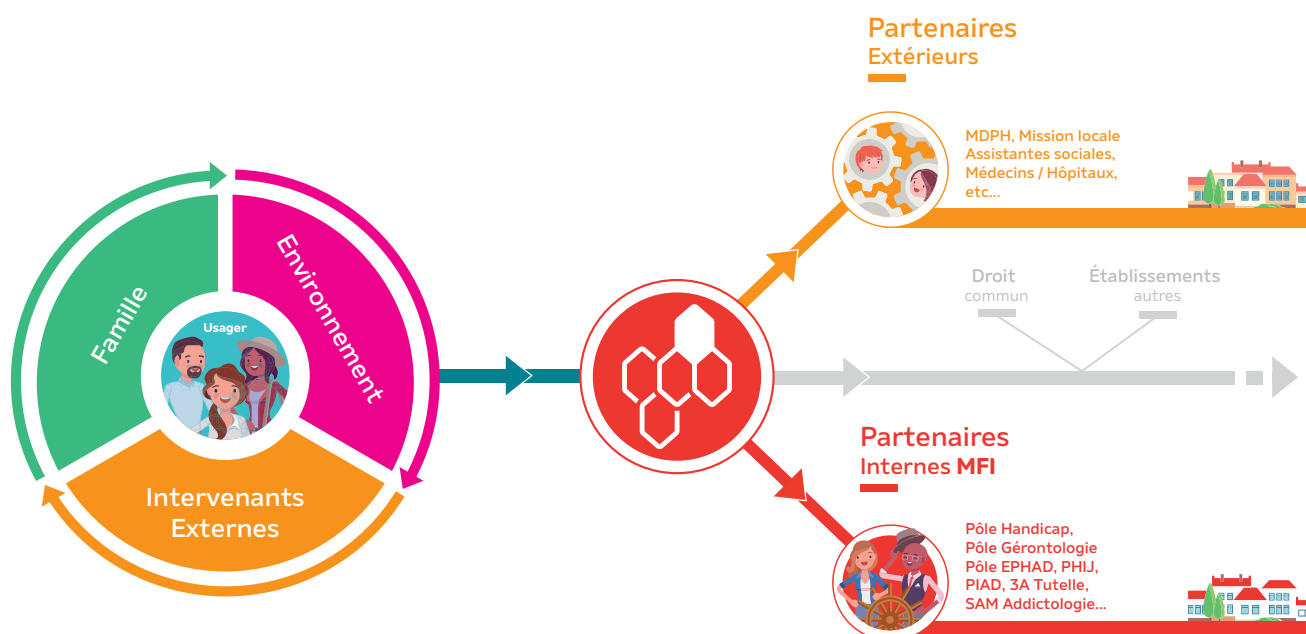 Partenaires
Extérieurs
MDPH, Mission locale
Assistantes sociales,
Médecins / Hôpitaux,
etc...
Famille
Environnement
Usager
Intervenants
Externes
Droit
commun
Établissements
autres
Partenaires
Internes MFI
Pôle Handicap,
Pôle Gérontologie
Pôle EPHAD, PHIJ,
PIAD, 3A Tutelle,
SAM Addictologie...